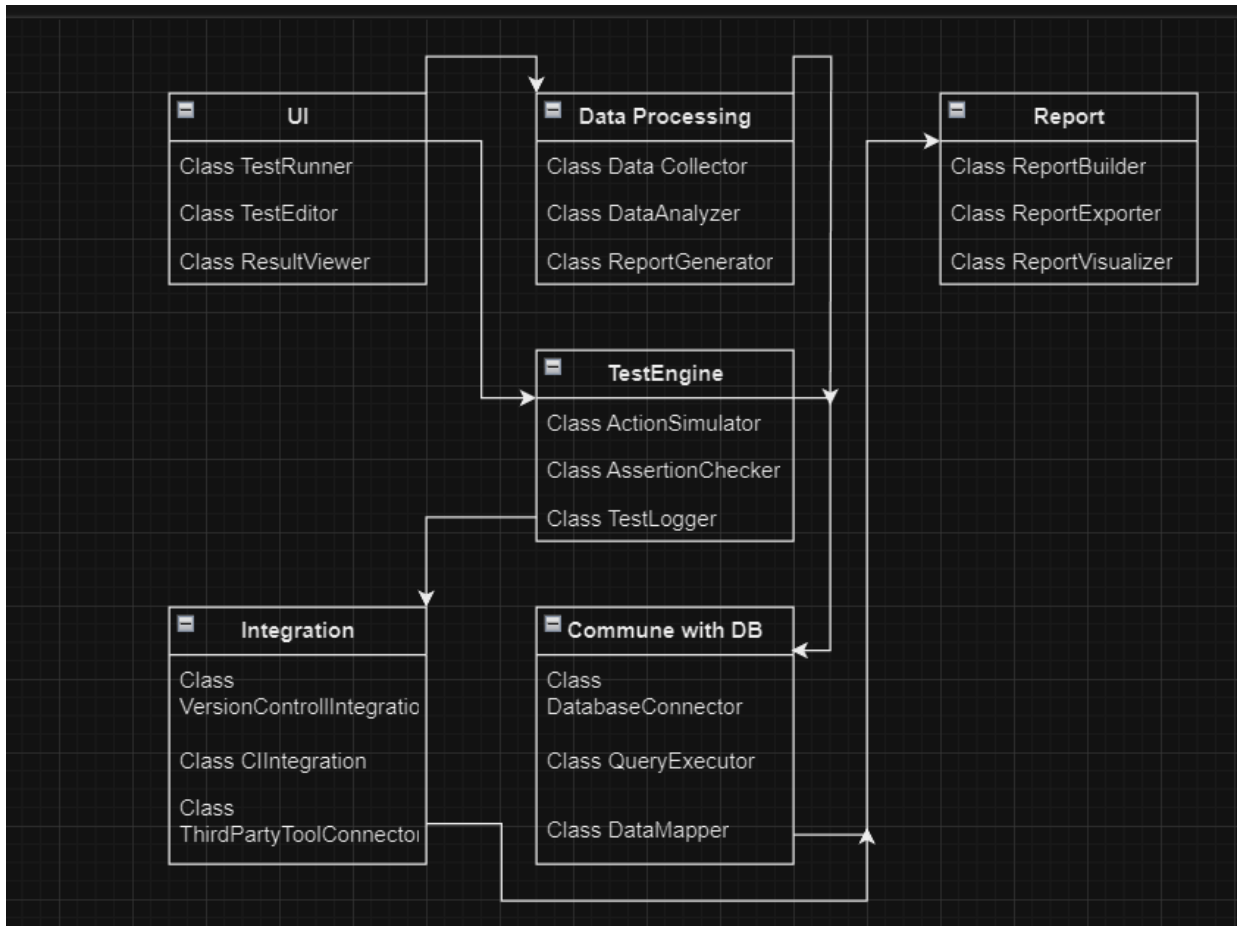 UI
Class TestRunner
Class TestEditor
Class ResultViewer
Data Processing
Class Data Collector
Class DataAnalyzer
Class ReportGenerator
Report
Class ReportBuilder
Class ReportExporter
Class ReportVisualizer
TestEngine
Class ActionSimulator
Class AssertionChecker
Class TestLogger
Integration
Class
VersionControllIntegratio
Class CIIntegration
Class
ThirdPartyToolConnector
Commune with DB
Class
DatabaseConnector
Class QueryExecutor
Class DataMapper